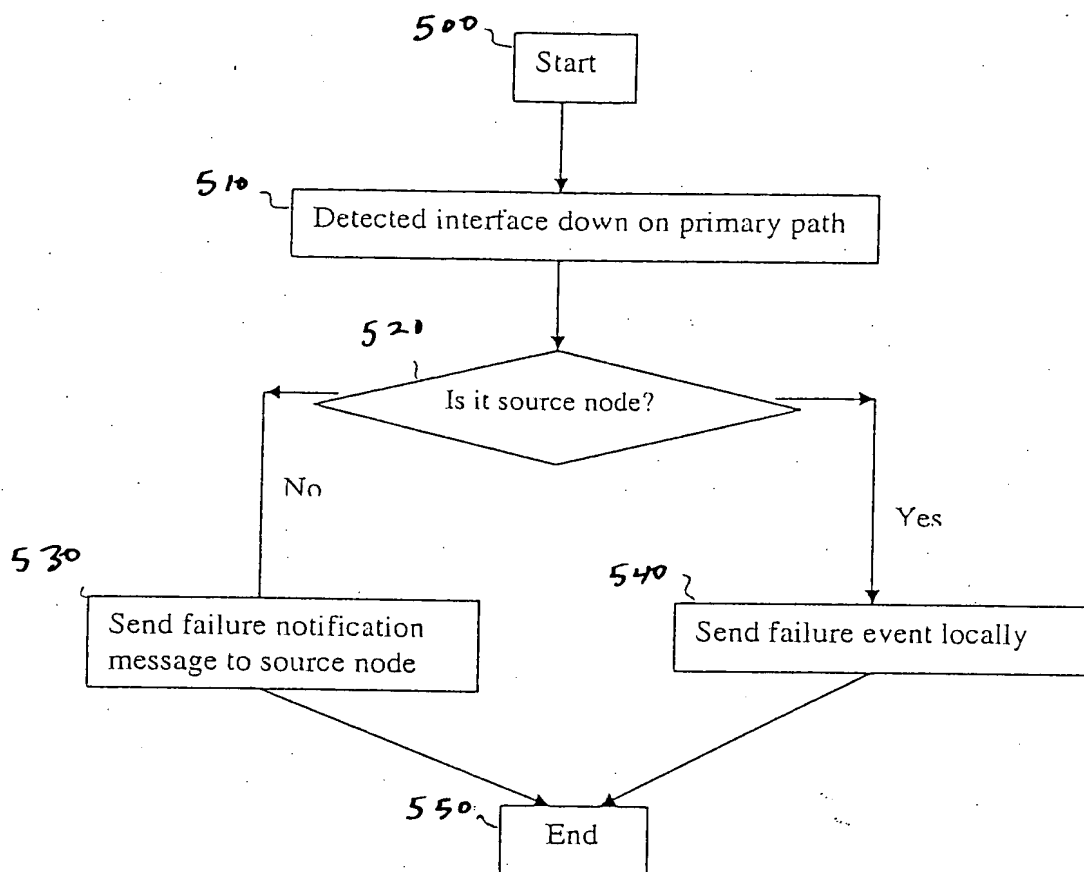 500
Start
510
Detected interface down on primary path
520
Is it source node?
No
Yes
530
540
Send failure notification
message to source node
Send failure event locally
550
End